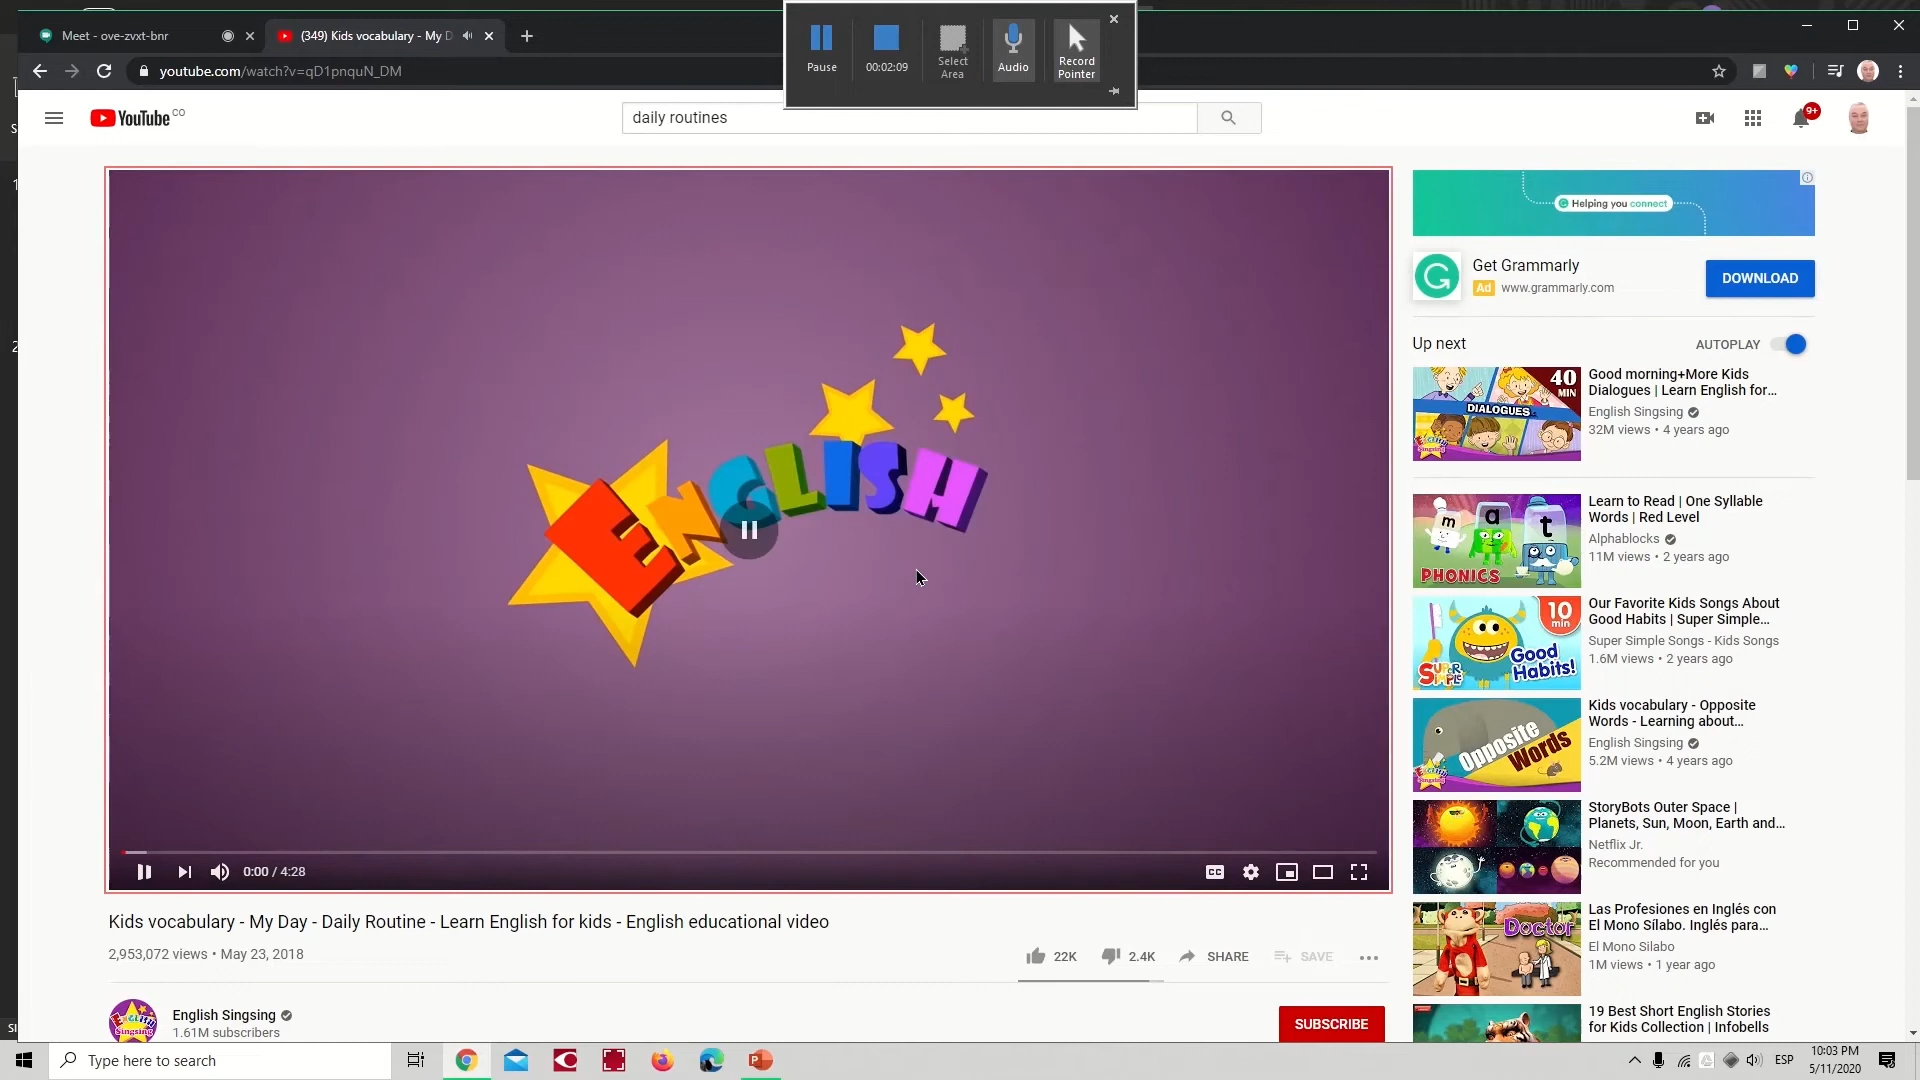 Meet - ove-zvxt-bnr
(349) Kids vocabulary - My D
youtube.com/watch?v=qD1pnquN_DM
Pause
00:02:09
Select
Area
Audio
Record
Pointer
YouTube CO
daily routines
9+
ENGLISH
0:00 / 4:28
CC
Kids vocabulary - My Day - Daily Routine - Learn English for kids - English educational video
2,953,072 views • May 23, 2018
22K
2.4K
SHARE
SAVE
ENGLISH
Singsing
English Singsing
1.61M subscribers
SUBSCRIBE
Helping you connect
Get Grammarly
Ad www.grammarly.com
DOWNLOAD
Up next
AUTOPLAY
40
MIN
DIALOGUES
Good morning+More Kids
Dialogues | Learn English for...
English Singsing
32M views • 4 years ago
m a t
PHONICS
Learn to Read | One Syllable
Words | Red Level
Alphablocks
11M views • 2 years ago
10
min
SUPER
SIMPLE
Good
Habits!
Our Favorite Kids Songs About
Good Habits | Super Simple...
Super Simple Songs - Kids Songs
1.6M views • 2 years ago
Opposite
Words
Kids vocabulary - Opposite
Words - Learning about...
English Singsing
5.2M views • 4 years ago
StoryBots Outer Space |
Planets, Sun, Moon, Earth and...
Netflix Jr.
Recommended for you
Doctor
Las Profesiones en Inglés con
El Mono Sílabo. Inglés para...
El Mono Silabo
1M views • 1 year ago
19 Best Short English Stories
for Kids Collection | Infobells
Type here to search
ESP
10:03 PM
5/11/2020